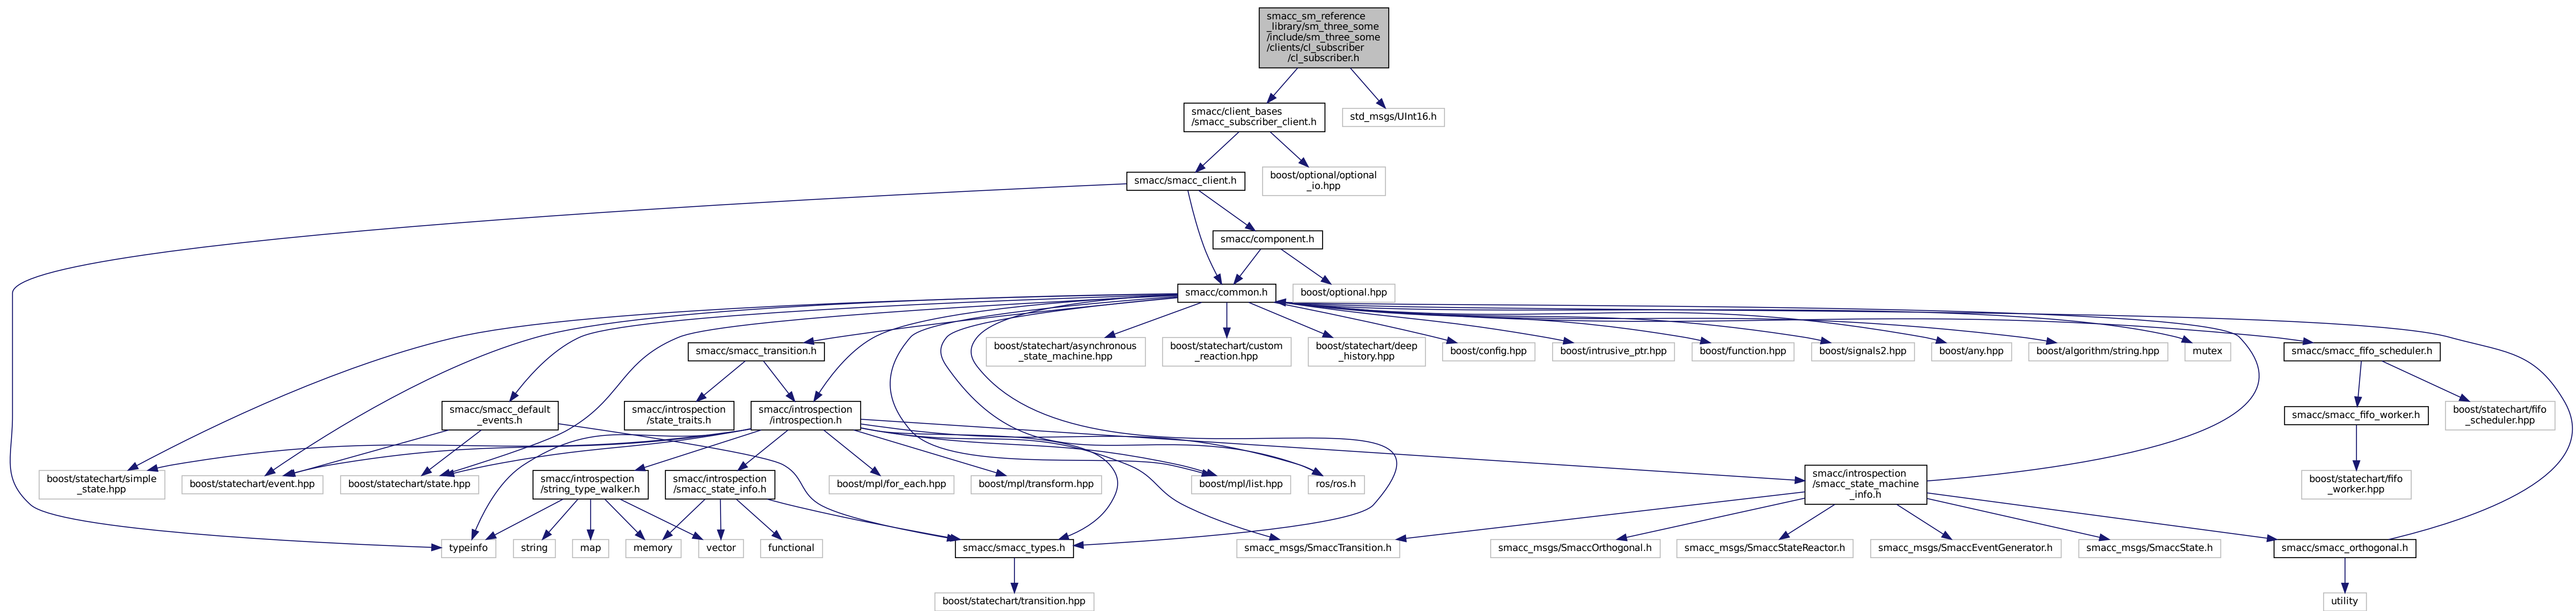 smacc_sm_reference
_library/sm_three_some
/include/sm_three_some
/clients/cl_subscriber
/cl_subscriber.h
smacc/client_bases
/smacc_subscriber_client.h
std_msgs/UInt16.h
smacc/smacc_client.h
boost/optional/optional
_io.hpp
smacc/component.h
smacc/common.h
boost/optional.hpp
smacc/smacc_transition.h
boost/statechart/asynchronous
_state_machine.hpp
boost/statechart/custom
_reaction.hpp
boost/statechart/deep
_history.hpp
boost/config.hpp
boost/intrusive_ptr.hpp
boost/function.hpp
boost/signals2.hpp
boost/any.hpp
boost/algorithm/string.hpp
mutex
smacc/smacc_fifo_scheduler.h
smacc/smacc_default
_events.h
smacc/introspection
/state_traits.h
smacc/introspection
/introspection.h
smacc/smacc_fifo_worker.h
boost/statechart/fifo
_scheduler.hpp
boost/statechart/simple
_state.hpp
boost/statechart/event.hpp
boost/statechart/state.hpp
smacc/introspection
/string_type_walker.h
smacc/introspection
/smacc_state_info.h
boost/mpl/for_each.hpp
boost/mpl/transform.hpp
boost/mpl/list.hpp
ros/ros.h
smacc/introspection
/smacc_state_machine
_info.h
boost/statechart/fifo
_worker.hpp
typeinfo
string
map
memory
vector
functional
smacc/smacc_types.h
smacc_msgs/SmaccTransition.h
smacc_msgs/SmaccOrthogonal.h
smacc_msgs/SmaccStateReactor.h
smacc_msgs/SmaccEventGenerator.h
smacc_msgs/SmaccState.h
smacc/smacc_orthogonal.h
boost/statechart/transition.hpp
utility